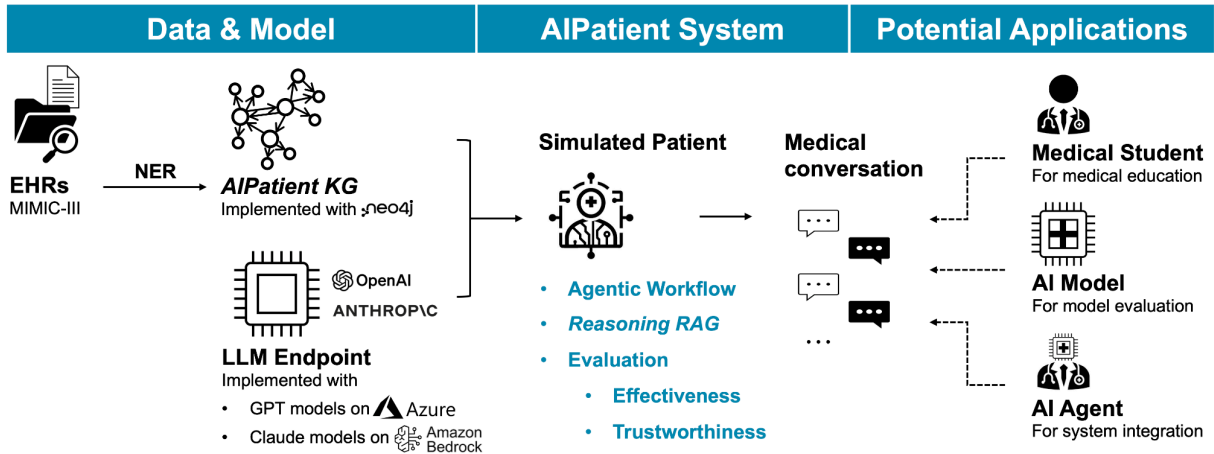 Data & Model
AIPatient System
Potential Applications
EHRs
MIMIC-III
NER
AIPatient KG
Implemented with :neo4j
OpenAI
ANTHROP\C
LLM Endpoint
Implemented with
• GPT models on Azure
• Claude models on Amazon Bedrock
Simulated Patient
• Agentic Workflow
• Reasoning RAG
• Evaluation
• Effectiveness
• Trustworthiness
Medical
conversation
...
Medical Student
For medical education
AI Model
For model evaluation
AI Agent
For system integration